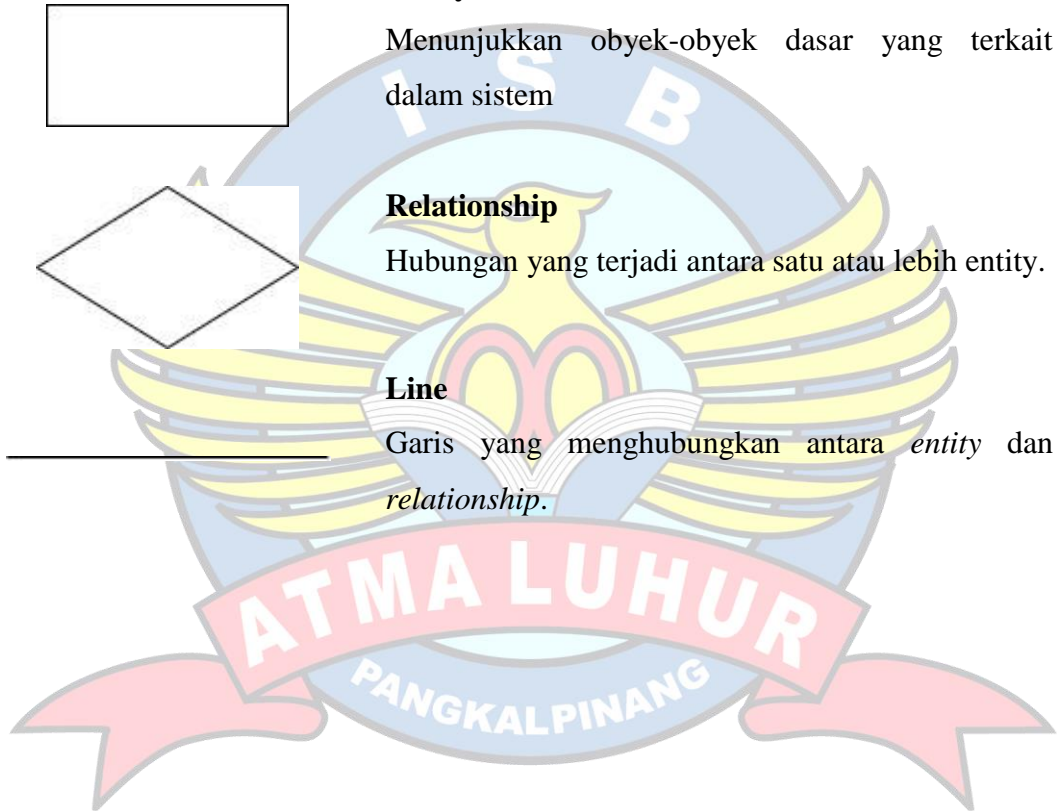 Menunjukkan obyek-obyek dasar yang terkait
dalam sistem
Relationship
Hubungan yang terjadi antara satu atau lebih entity.
Line
Garis yang menghubungkan antara entity dan
relationship.
I S B
ATMA LUHUR
PANGKALPINANG